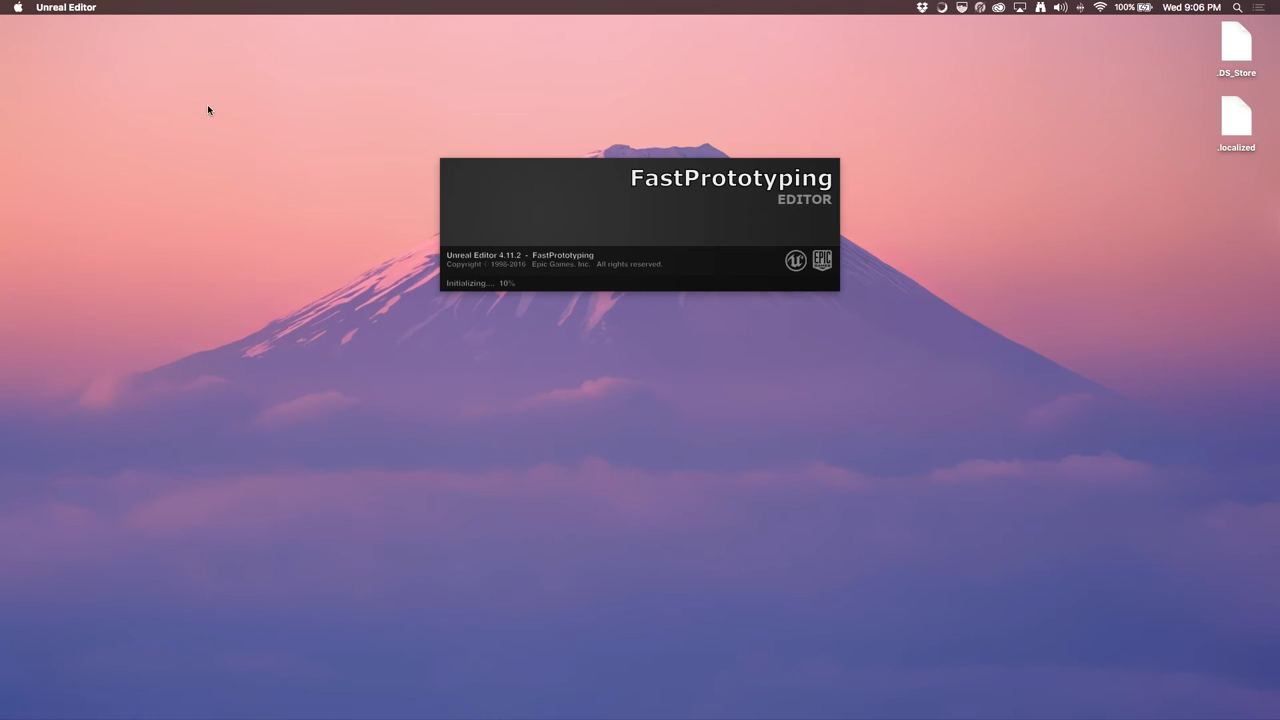 Unreal Editor
100%
Wed 9:06 PM
.DS_Store
.localized
FastPrototyping
EDITOR
Unreal Editor 4.11.2 - FastPrototyping
Copyright © 1998-2016 Epic Games, Inc. All rights reserved.
EPIC
Initializing.... 10%